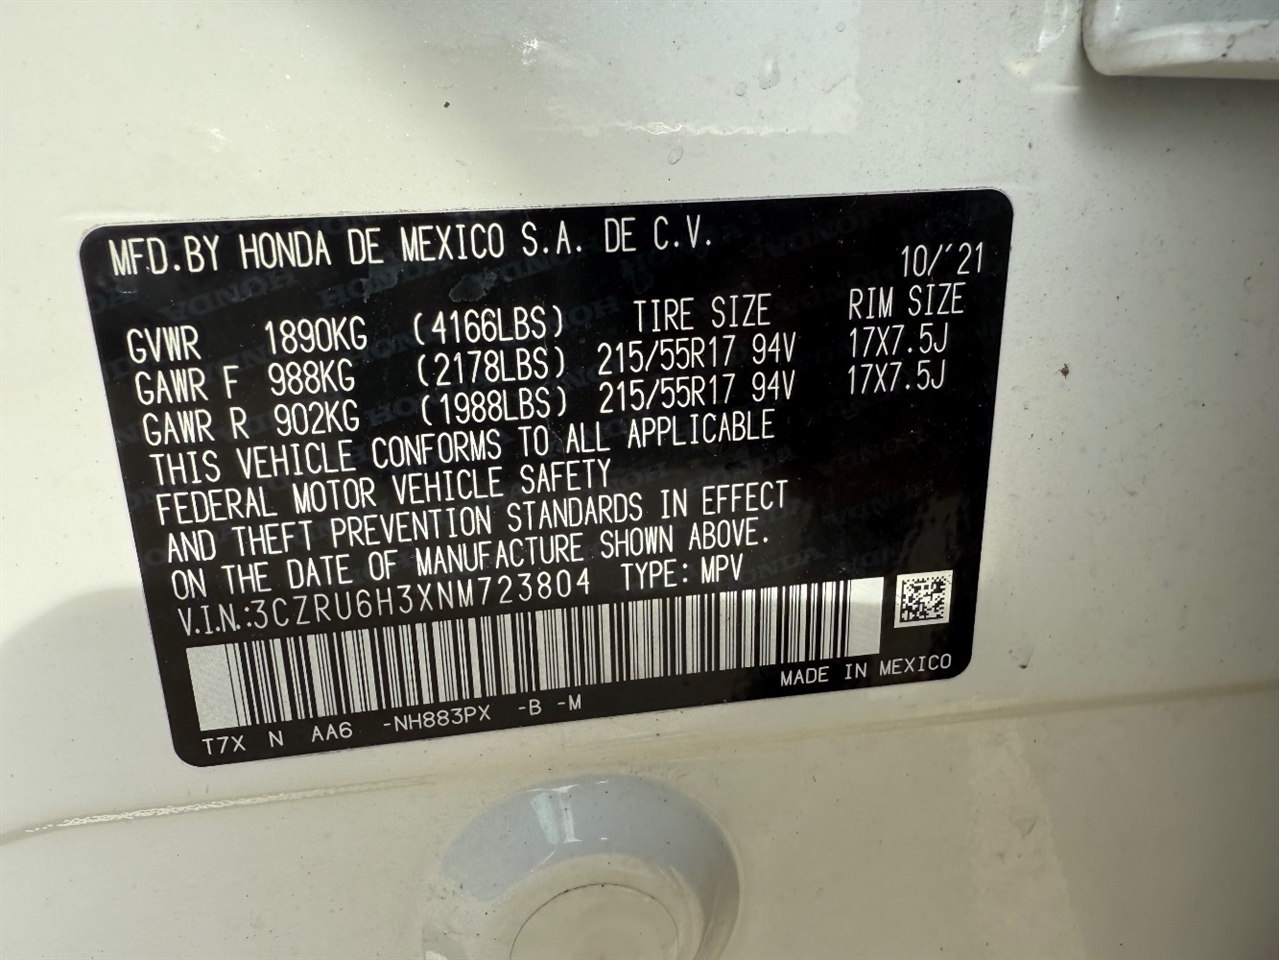 MFD.BY HONDA DE MEXICO S.A. DE C.V.
10/'21
GVWR 1890KG (4166LBS) TIRE SIZE RIM SIZE
GAWR F 988KG (2178LBS) 215/55R17 94V 17X7.5J
GAWR R 902KG (1988LBS) 215/55R17 94V 17X7.5J
THIS VEHICLE CONFORMS TO ALL APPLICABLE
FEDERAL MOTOR VEHICLE SAFETY
AND THEFT PREVENTION STANDARDS IN EFFECT
ON THE DATE OF MANUFACTURE SHOWN ABOVE.
V.I.N.:3CZRU6H3XNM723804 TYPE: MPV
MADE IN MEXICO
T7X N AA6 -NH883PX -B -M